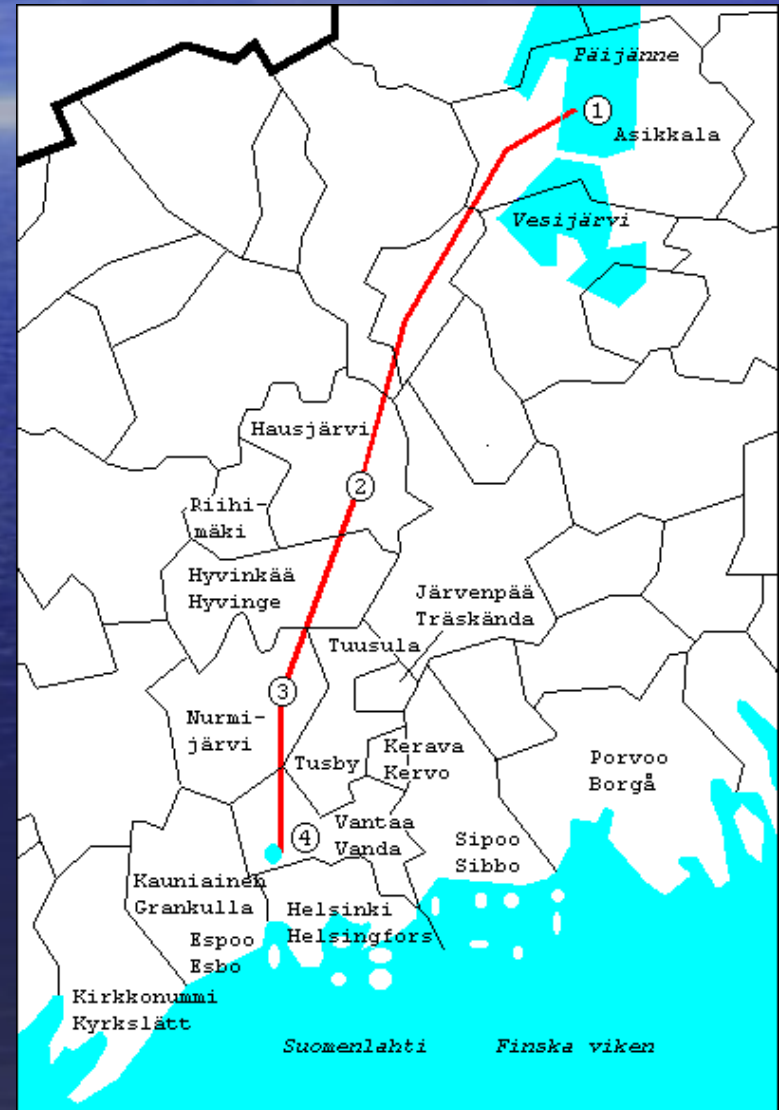 Päijänne
1
Asikkala
Vesijärvi
Hausjärvi
2
Riihi-
mäki
Hyvinkää
Hyvinge
Järvenpää
Träskända
Tuusula
3
Nurmi-
järvi
Tusby
Kerava
Kervo
Porvoo
Borgå
4
Vantaa
Vanda
Sipoo
Sibbo
Kauniainen
Grankulla
Helsinki
Helsingfors
Espoo
Esbo
Kirkkonummi
Kyrkslätt
Suomenlahti Finska viken